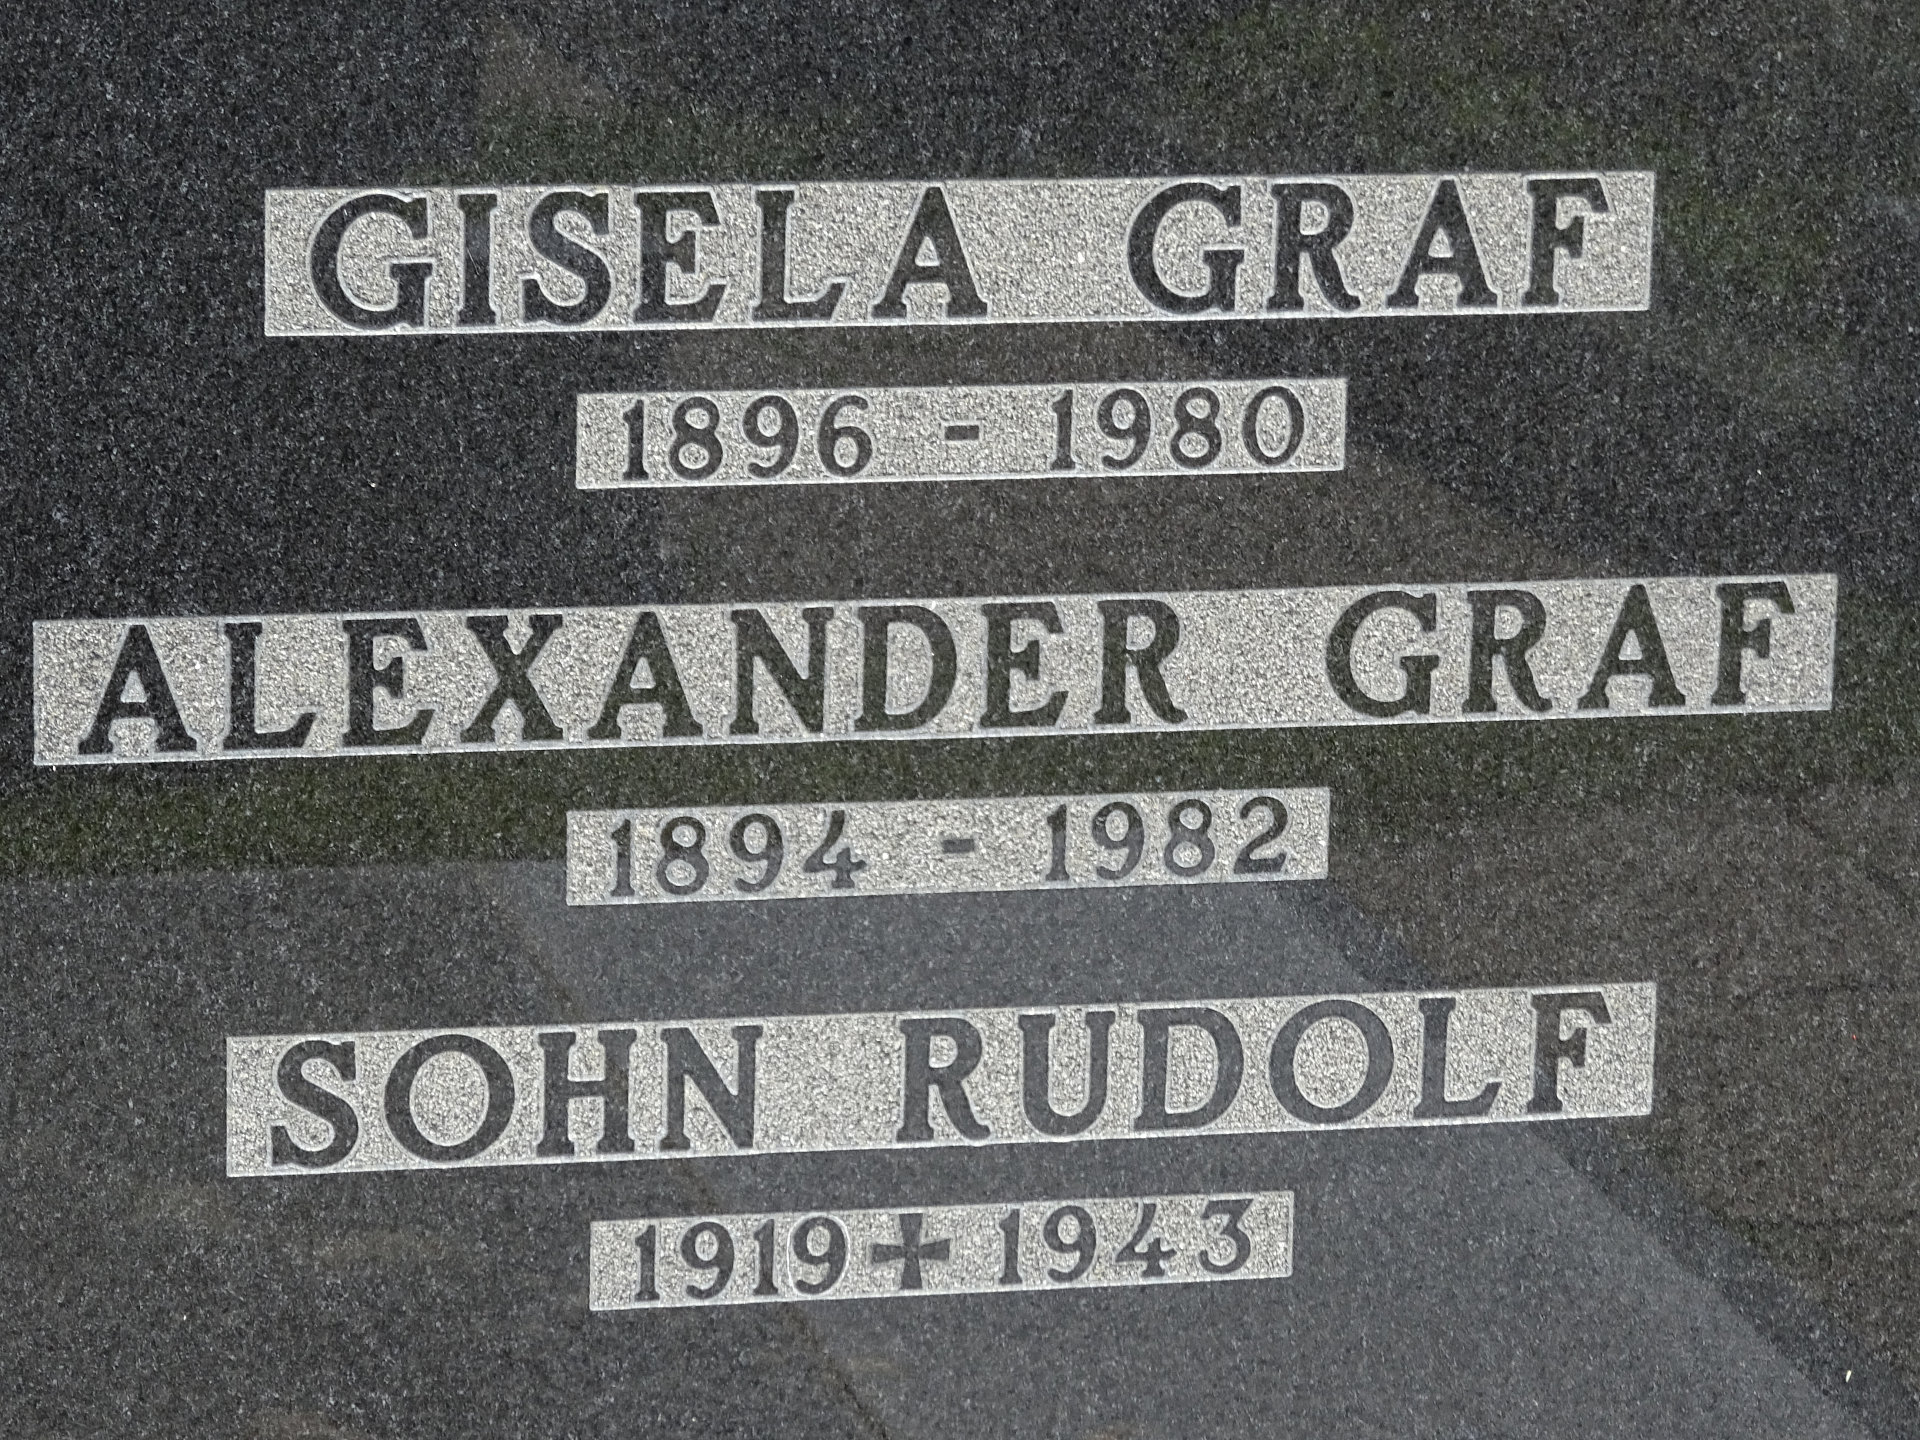 GISELA GRAF
1896 - 1980
ALEXANDER GRAF
1894 - 1982
SOHN RUDOLF
1919 ✠ 1943